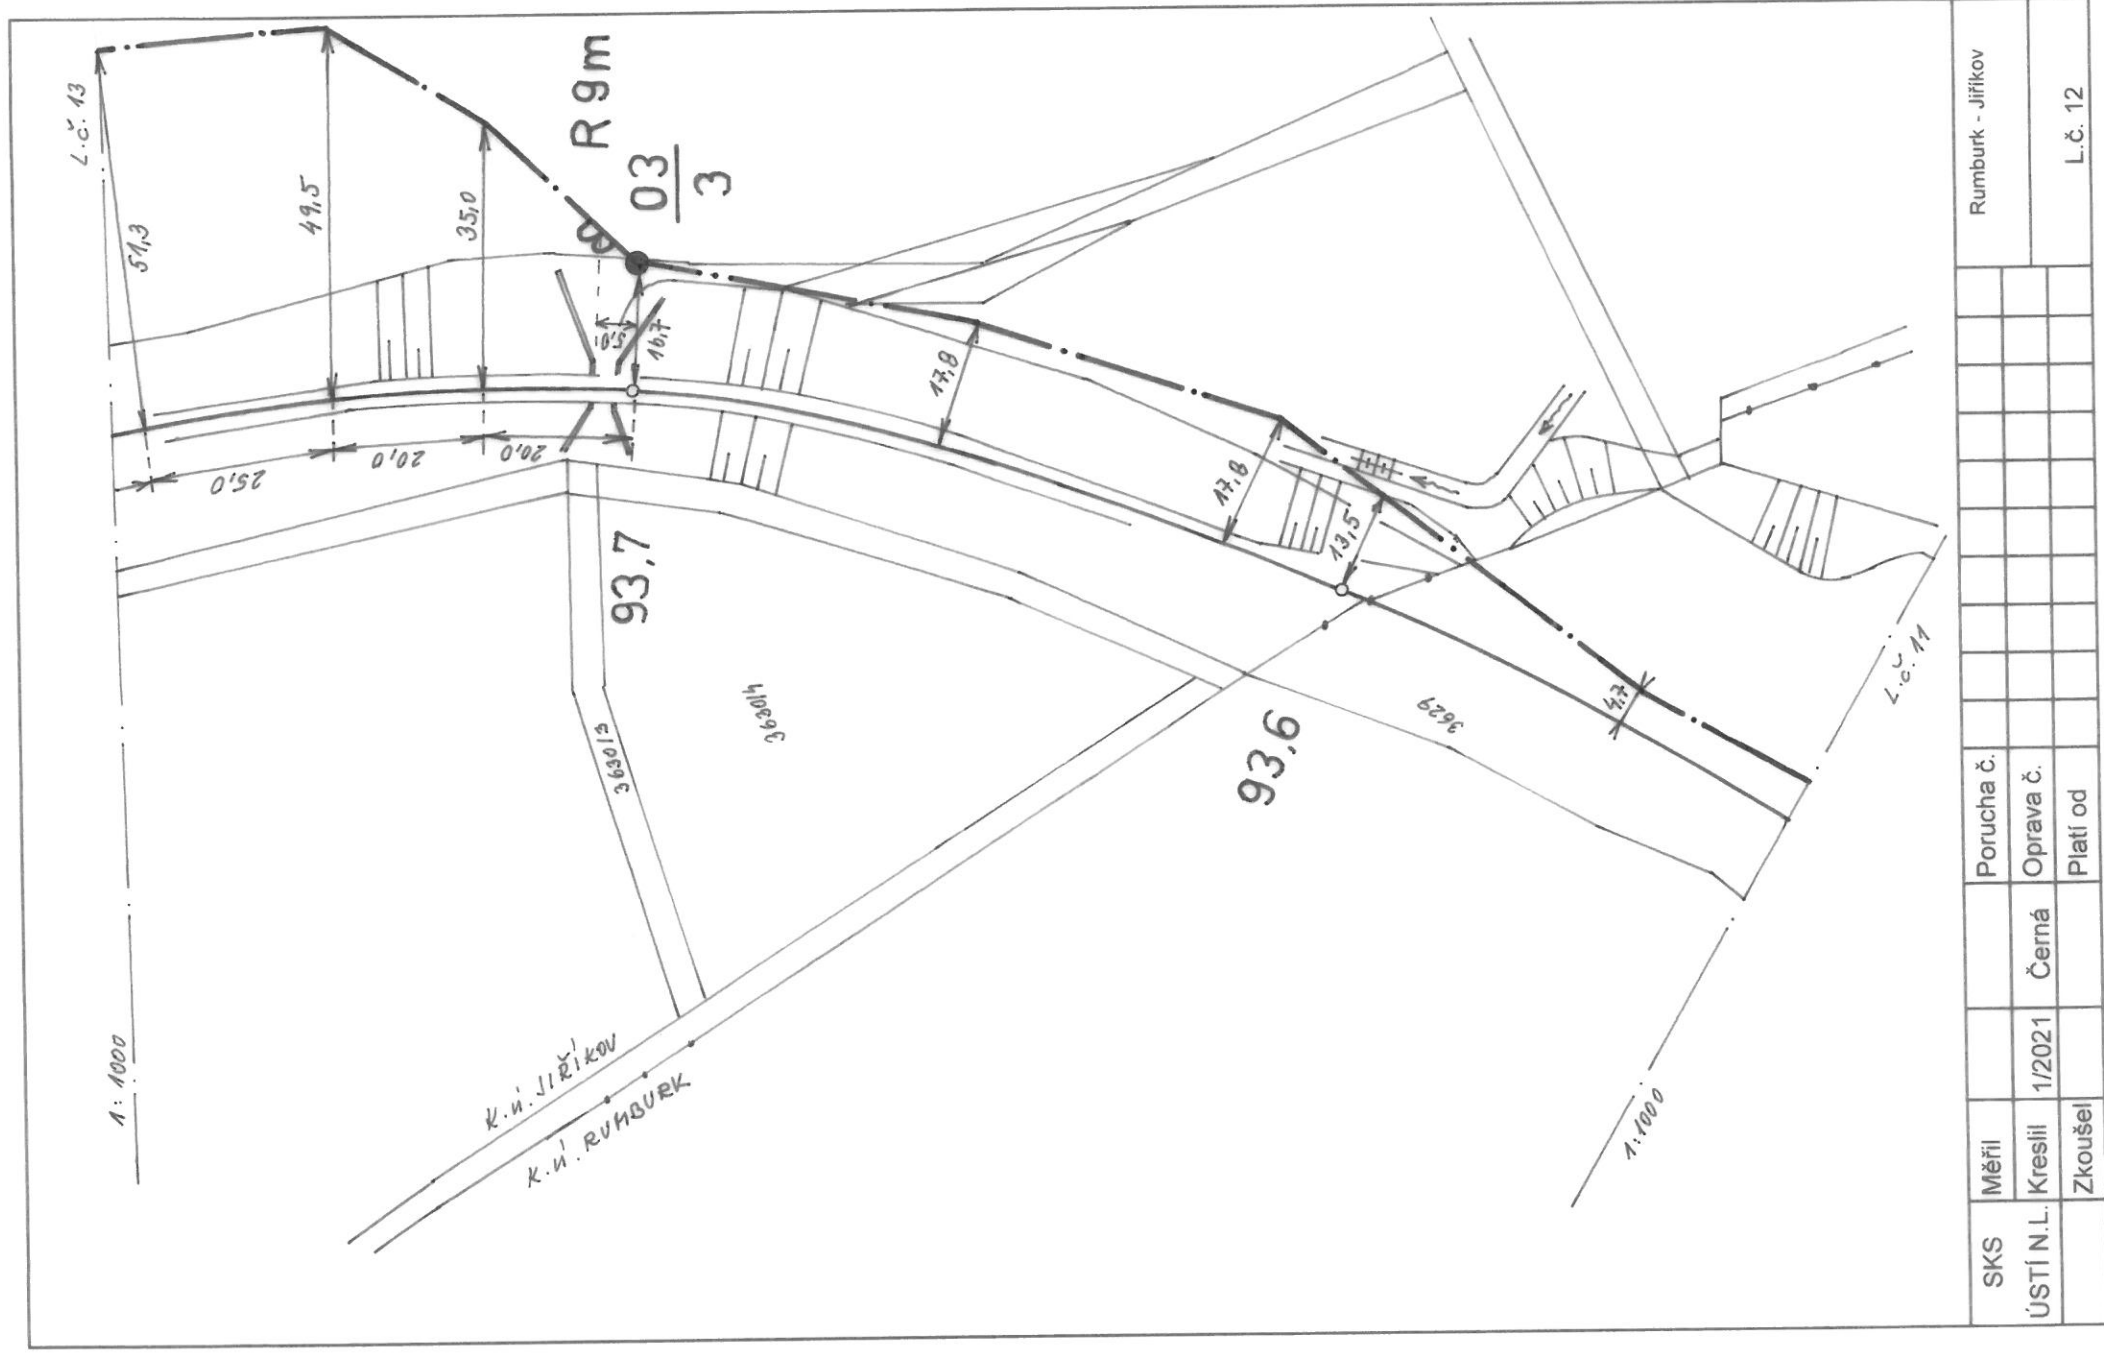 L.č. 13
51,3
49,5
35,0
R 9m
03
3
5,0
16,7
17,8
17,8
13,5
4,7
25,0
20,0
20,0
93,7
93,6
3630/3
3630/4
3629
1:1000
K.ú. JIŘÍKOV
K.ú. RUMBURK
L.č. 11
1:1000
SKS
ÚSTÍ N.L.
Měřil
Kreslil 1/2021 Černá
Zkoušel
Porucha č.
Oprava č.
Platí od
Rumburk - Jiříkov
L.č. 12